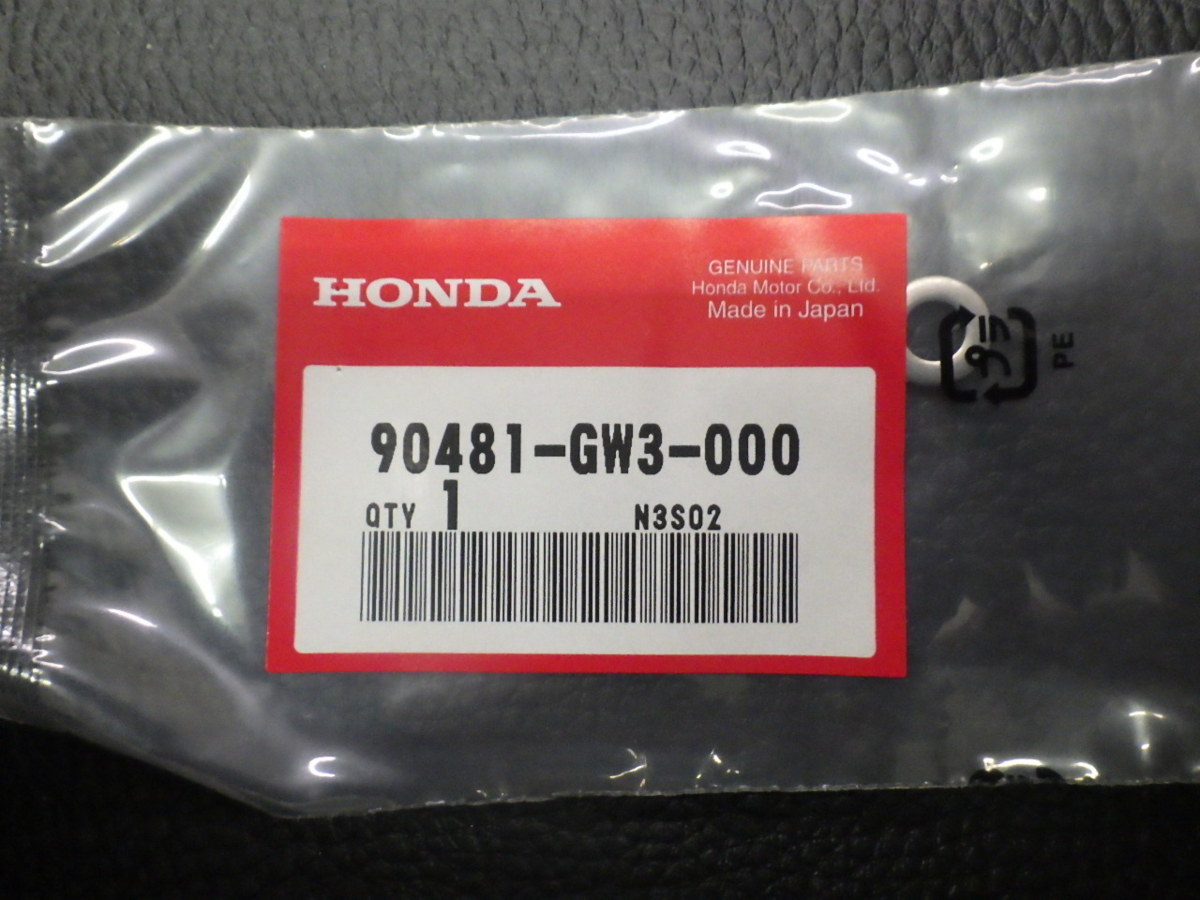 HONDA
GENUINE PARTS
Honda Motor Co., Ltd.
Made in Japan
90481-GW3-000
QTY 1 N3S02
プラ
PE